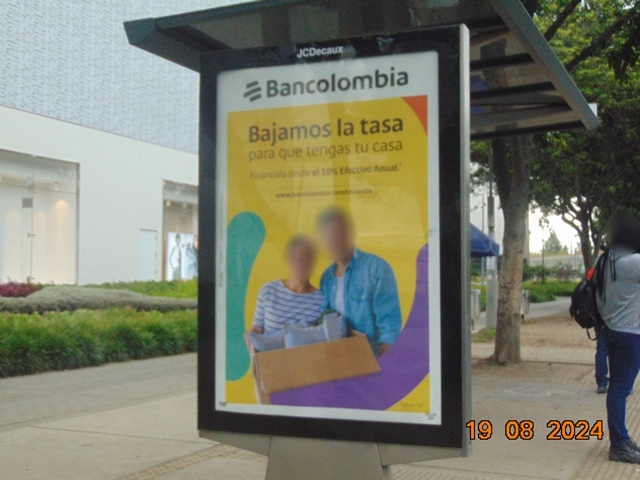 JCDecaux
Bancolombia
Bajamos la tasa
para que tengas tu casa
Finánciala desde el 10% Efectivo Anual.*
www.bancolombia.com/vivienda
19 08 2024